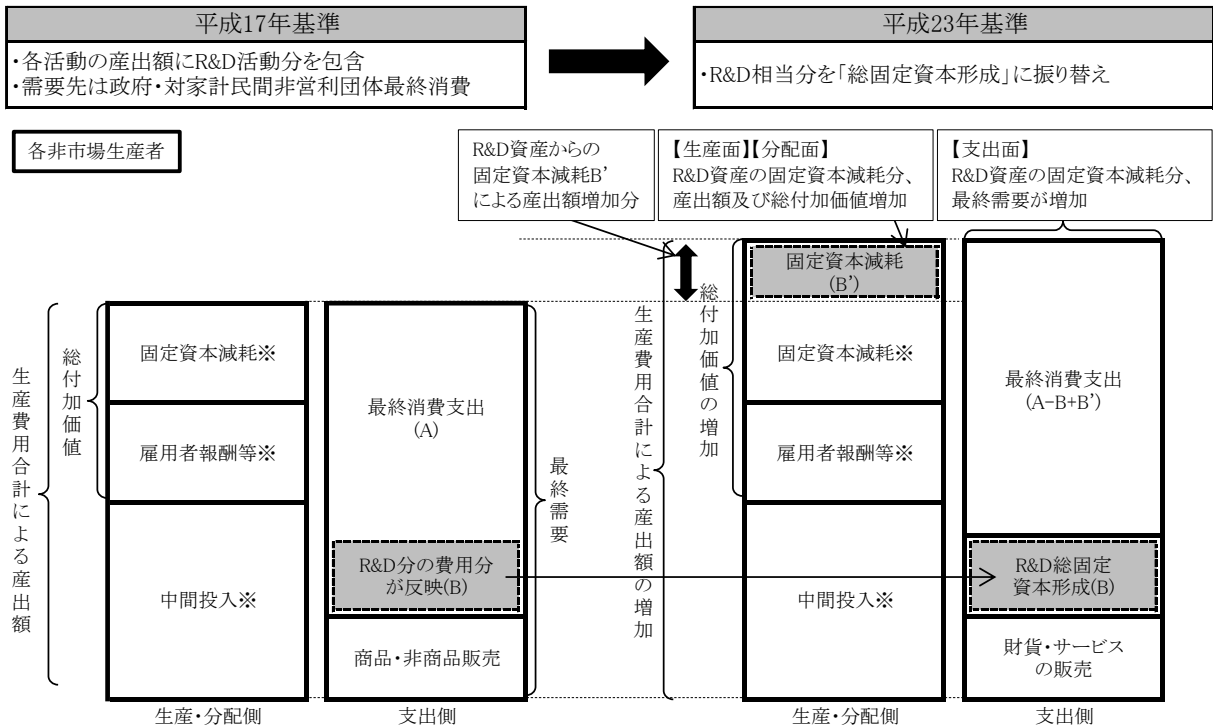 平成17年基準
・各活動の産出額にR&D活動分を包含
・需要先は政府・対家計民間非営利団体最終消費
平成23年基準
・R&D相当分を「総固定資本形成」に振り替え
各非市場生産者
R&D資産からの
固定資本減耗B’
による産出額増加分
【生産面】【分配面】
R&D資産の固定資本減耗分、
産出額及び総付加価値増加
【支出面】
R&D資産の固定資本減耗分、
最終需要が増加
生産費用合計による産出額
総付加価値
固定資本減耗※
雇用者報酬等※
中間投入※
生産・分配側
最終消費支出
(A)
R&D分の費用分
が反映(B)
商品・非商品販売
支出側
最終需要
生産費用合計による産出額の増加
総付加価値の増加
固定資本減耗
(B’)
固定資本減耗※
雇用者報酬等※
中間投入※
生産・分配側
最終消費支出
(A-B+B’)
R&D総固定
資本形成(B)
財貨・サービス
の販売
支出側